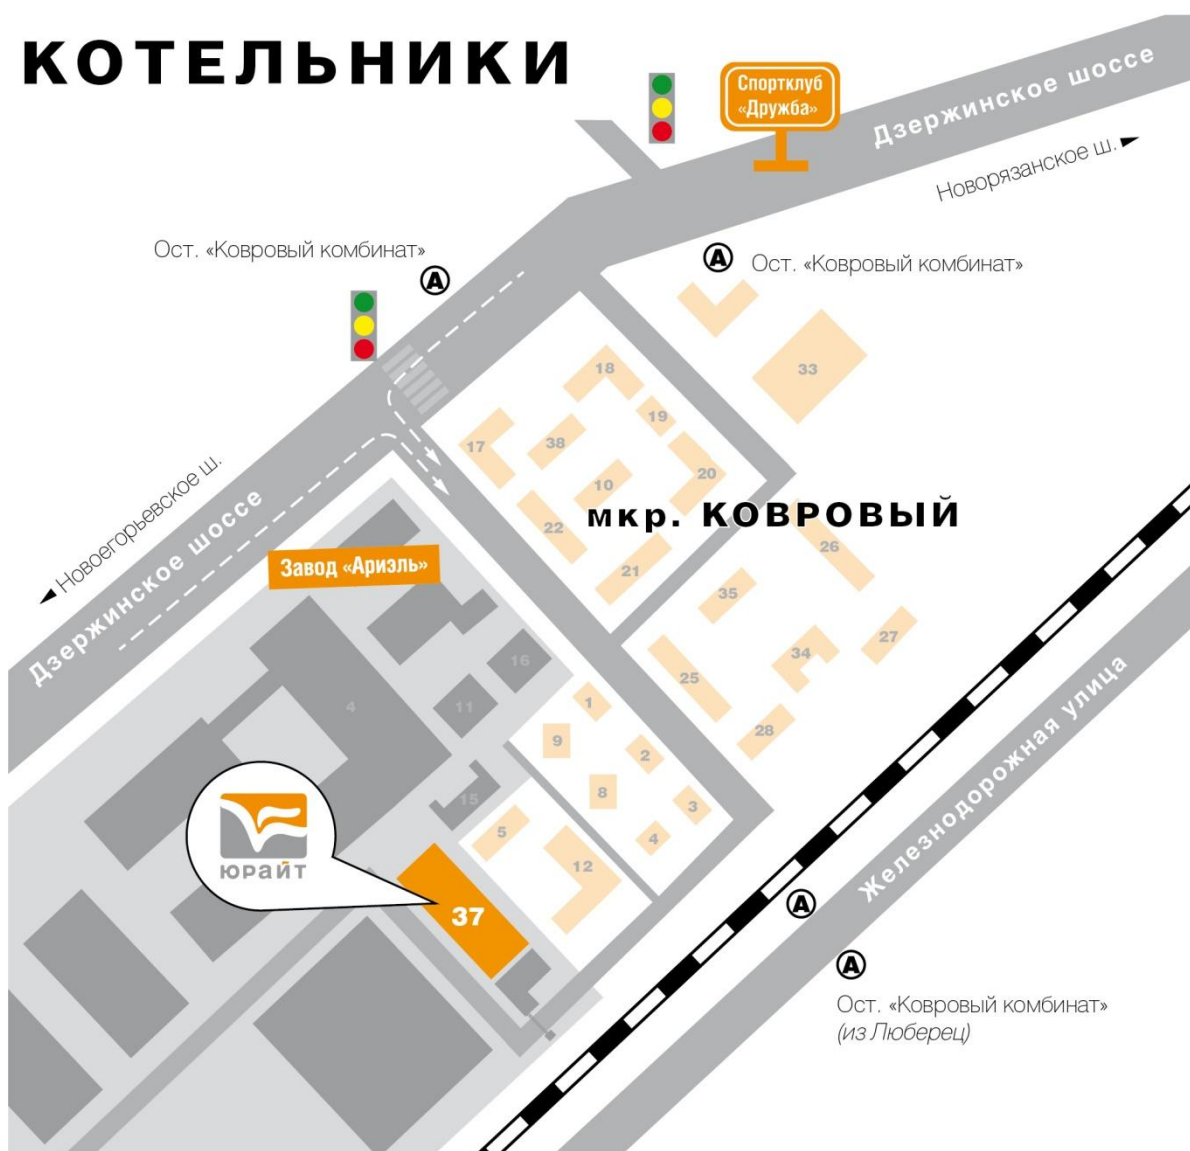 КОТЕЛЬНИКИ
Спортклуб
«Дружба»
Дзержинское шоссе
Новорязанское ш.
Ост. «Ковровый комбинат»
А
А
Ост. «Ковровый комбинат»
18
33
19
17
38
20
10
мкр. КОВРОВЫЙ
22
26
21
Новоегорьевское ш.
Дзержинское шоссе
Завод «Ариэль»
35
27
34
16
25
4
11
1
28
9
2
8
3
15
5
4
12
юрайт
37
Железнодорожная улица
А
А
Ост. «Ковровый комбинат»
(из Люберец)